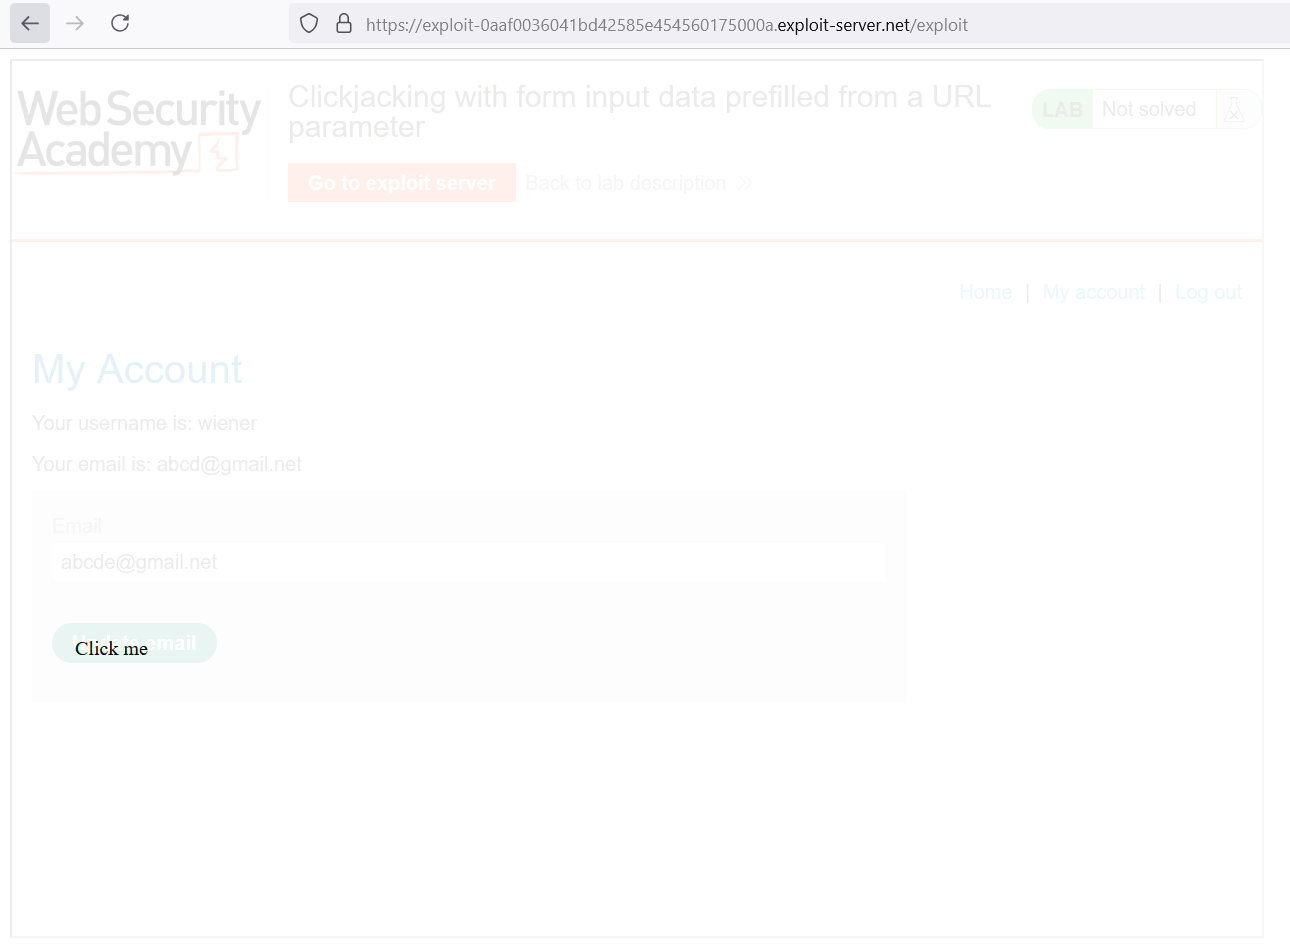 https://exploit-0aaf0036041bd42585e454560175000a.exploit-server.net/exploit
Web Security
Academy
Clickjacking with form input data prefilled from a URL
parameter
LAB Not solved
Go to exploit server Back to lab description
Home | My account | Log out
My Account
Your username is: wiener
Your email is: abcd@gmail.net
Email
abcde@gmail.net
Update email
Click me